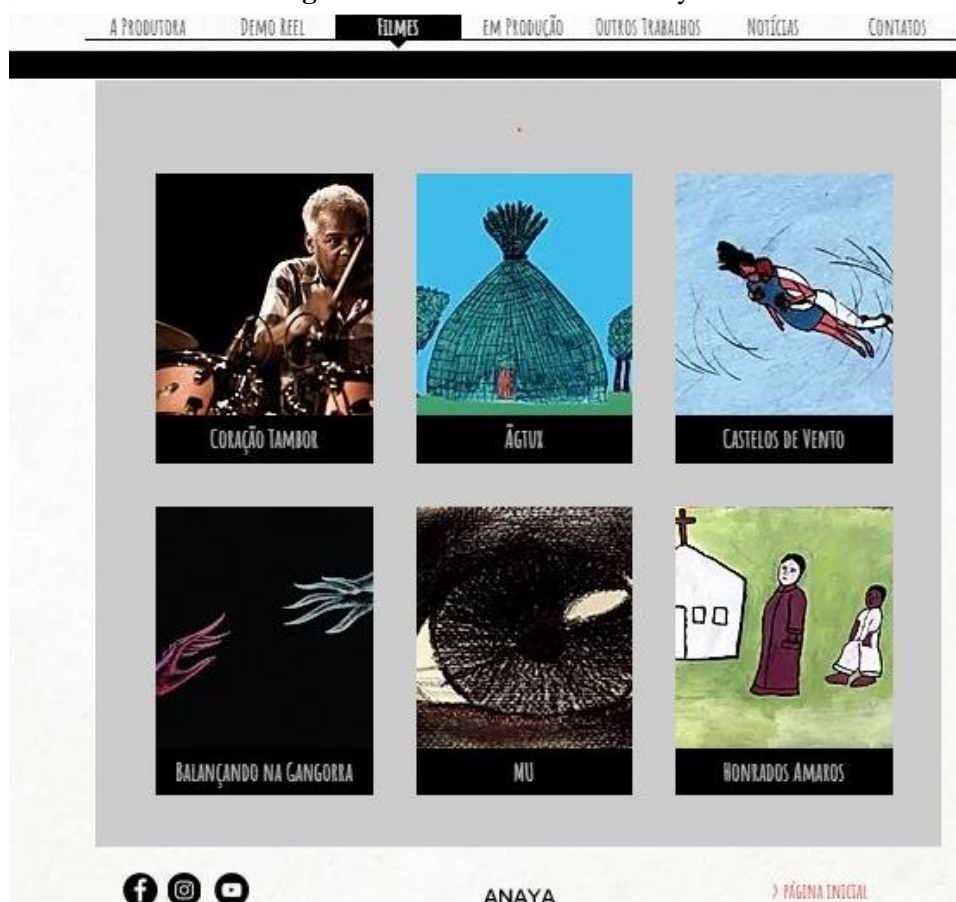 A Produtora Demo Reel Filmes em Produção Outros Trabalhos Notícias Contatos
Coração Tambor Ãgtux Castelos de Vento
Balançando na Gangorra MU Honrados Amaros
ANAYA > Página Inicial